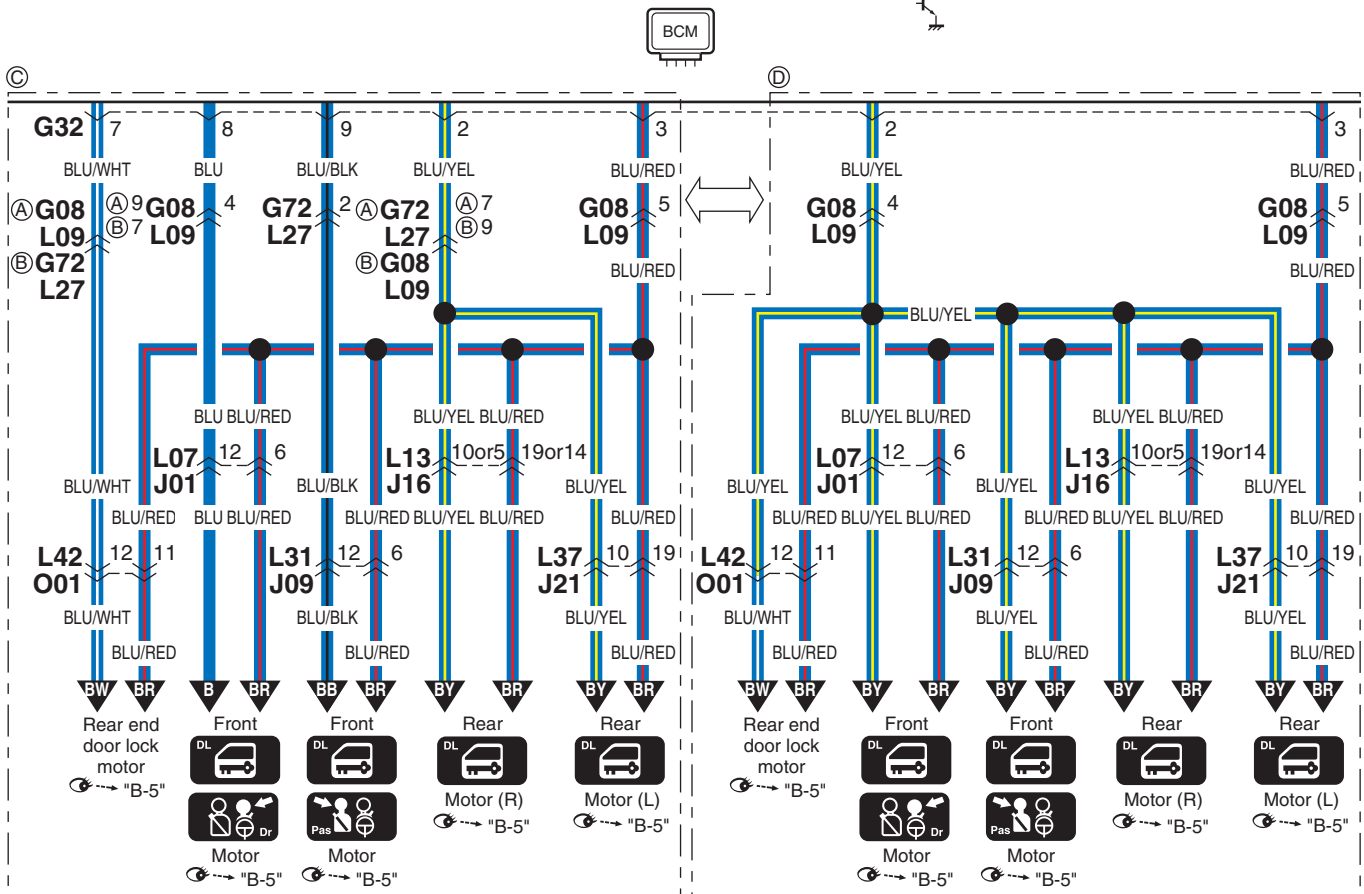 BCM
Ⓒ Ⓓ
G32 7 8 9 2 3 2 3
BLU/WHT BLU BLU/BLK BLU/YEL BLU/RED BLU/YEL BLU/RED
ⒶG08 Ⓐ9 G08 4 G72 2 ⒶG72 Ⓐ7 G08 5 G08 4 G08 5
L09 Ⓑ7 L09 L27 L27 Ⓑ9 L09 L09 L09
ⒷG72 ⒷG08 BLU/RED BLU/RED
L27 L09
BLU/YEL
BLU BLU/RED BLU/YEL BLU/RED BLU/YEL BLU/RED BLU/YEL BLU/RED
L07 12 6 L13 10or5 19or14 L07 12 6 L13 10or5 19or14
J01 J16 J01 J16
BLU/WHT BLU/BLK BLU/YEL BLU/YEL BLU/YEL BLU/YEL
BLU/RED BLU BLU/RED BLU/RED BLU/YEL BLU/RED BLU/RED BLU/RED BLU/YEL BLU/RED BLU/RED BLU/YEL BLU/RED BLU/RED
L42 12 11 L31 12 6 L37 10 19 L42 12 11 L31 12 6 L37 10 19
O01 J09 J21 O01 J09 J21
BLU/WHT BLU/BLK BLU/YEL BLU/WHT BLU/YEL BLU/YEL
BLU/RED BLU/RED BLU/RED BLU/RED BLU/RED BLU/RED
BW BR B BR BB BR BY BR BY BR BW BR BY BR BY BR BY BR BY BR
Rear end Front Front Rear Rear Rear end Front Front Rear Rear
door lock DL DL DL DL door lock DL DL DL DL
motor motor
"B-5" Motor (R) Motor (L) "B-5" Motor (R) Motor (L)
Dr Pas "B-5" "B-5" Dr Pas "B-5" "B-5"
Motor Motor Motor Motor
"B-5" "B-5" "B-5" "B-5"